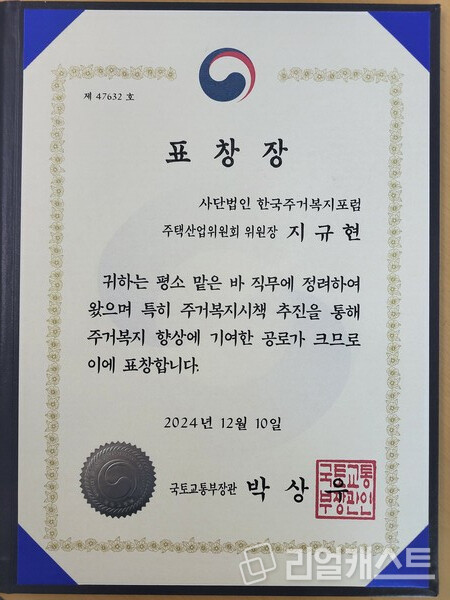 제 47632 호
표창장
사단법인 한국주거복지포럼
주택산업위원회 위원장 지규현
귀하는 평소 맡은 바 직무에 정려하여
왔으며 특히 주거복지시책 추진을 통해
주거복지 향상에 기여한 공로가 크므로
이에 표창합니다.
2024년 12월 10일
국토교통부장관 박상우
국토교통
부장관인
리얼캐스트